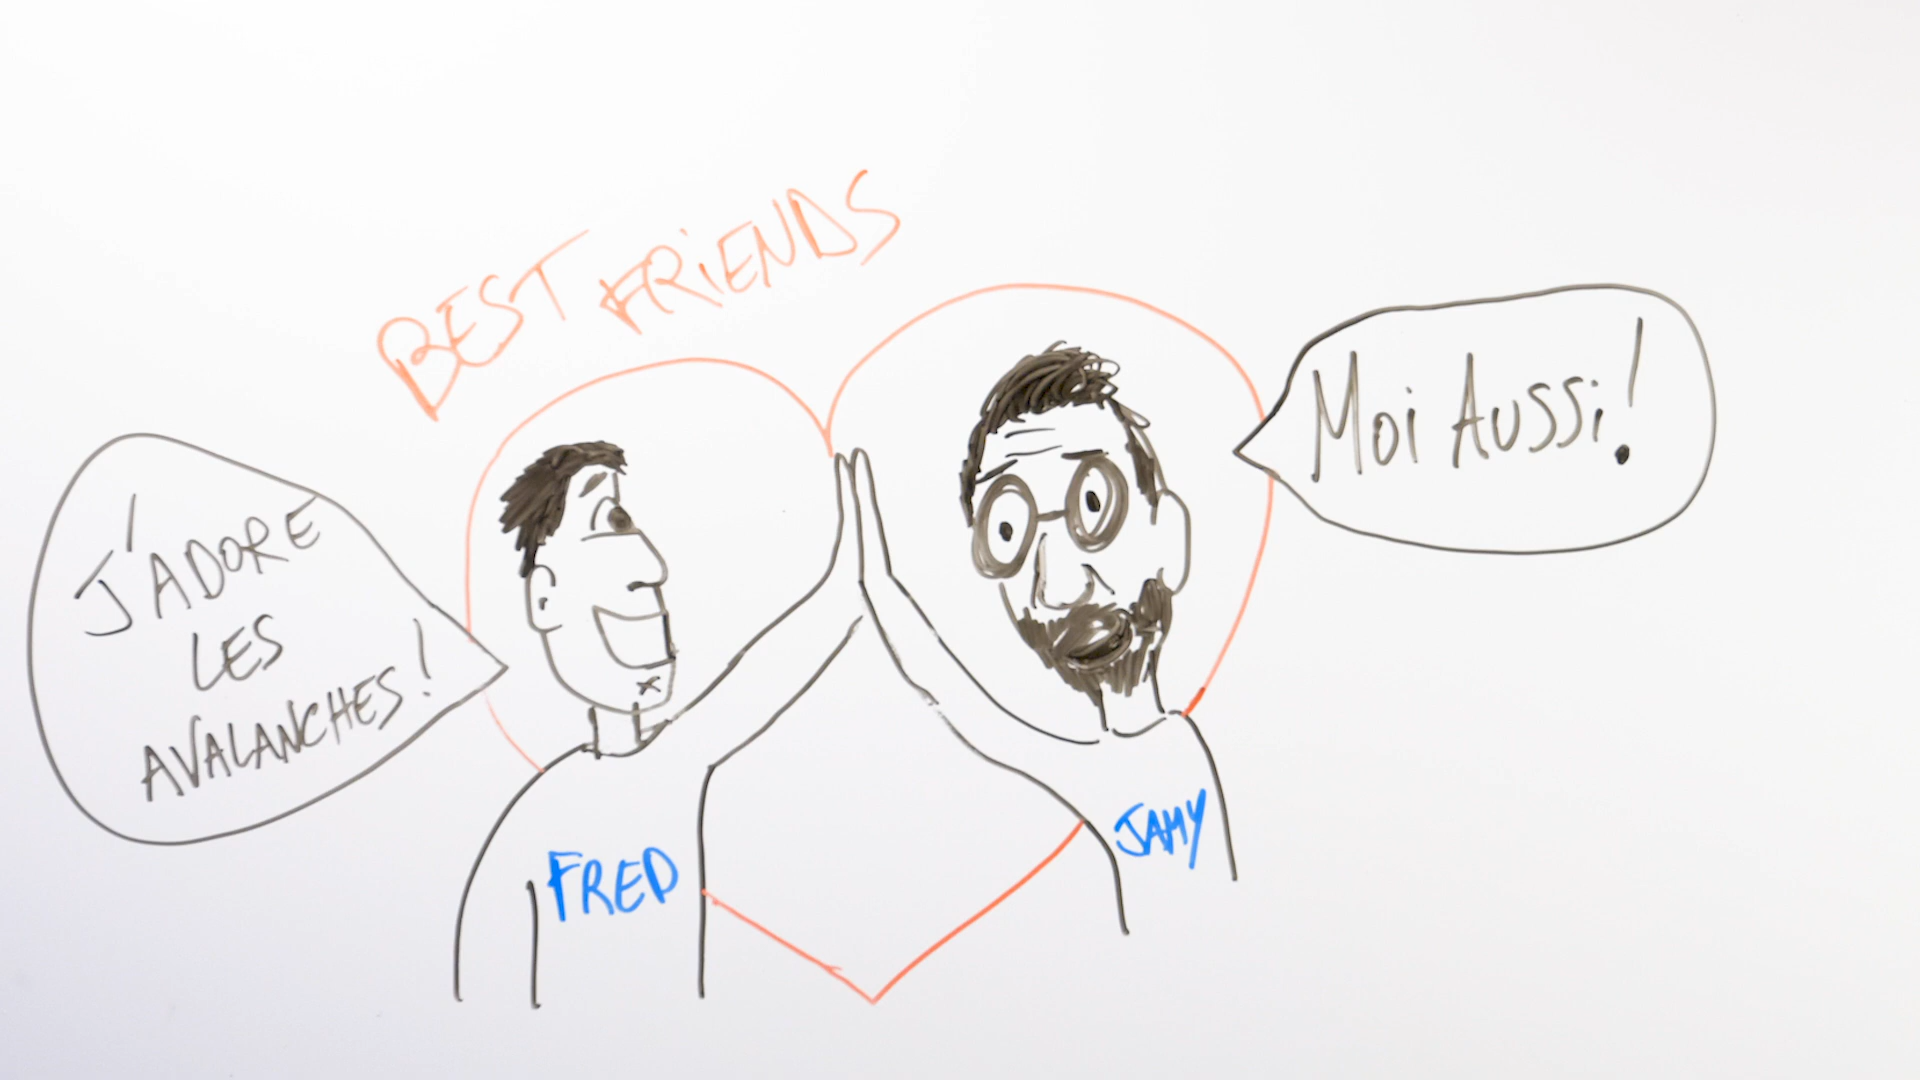 BEST FRIENDS
J'ADORE
LES
AVALANCHES!
MOI AUSSI!
FRED
JAMY